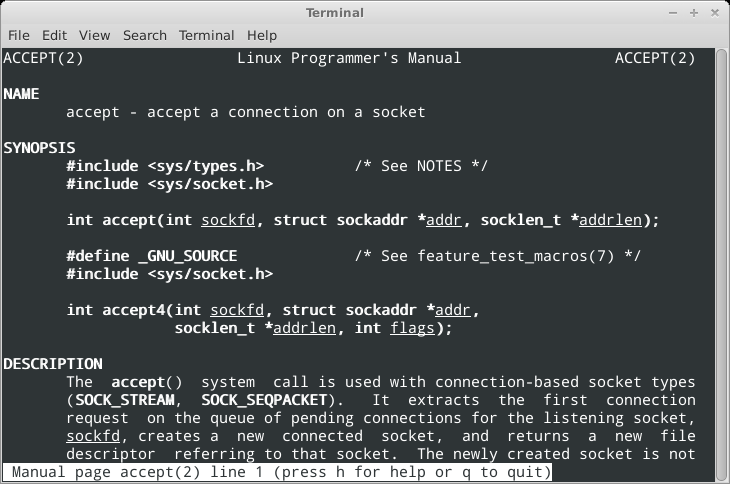 Terminal
File Edit View Search Terminal Help
ACCEPT(2) Linux Programmer's Manual ACCEPT(2)
NAME
accept - accept a connection on a socket
SYNOPSIS
#include <sys/types.h> /* See NOTES */
#include <sys/socket.h>
int accept(int sockfd, struct sockaddr *addr, socklen_t *addrlen);
#define _GNU_SOURCE /* See feature_test_macros(7) */
#include <sys/socket.h>
int accept4(int sockfd, struct sockaddr *addr,
socklen_t *addrlen, int flags);
DESCRIPTION
The accept() system call is used with connection-based socket types
(SOCK_STREAM, SOCK_SEQPACKET). It extracts the first connection
request on the queue of pending connections for the listening socket,
sockfd, creates a new connected socket, and returns a new file
descriptor referring to that socket. The newly created socket is not
Manual page accept(2) line 1 (press h for help or q to quit)